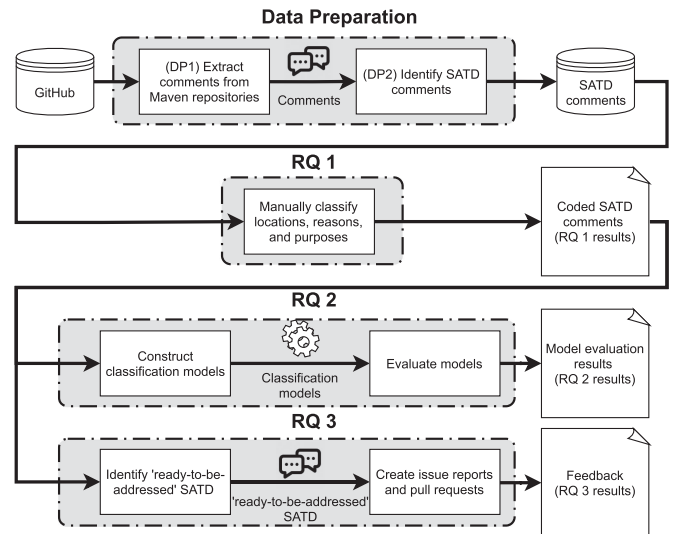 Data Preparation
GitHub
(DP1) Extract
comments from
Maven repositories
Comments
(DP2) Identify SATD
comments
SATD
comments
RQ 1
Manually classify
locations, reasons,
and purposes
Coded SATD
comments
(RQ 1 results)
RQ 2
Construct
classification models
Classification
models
Evaluate models
Model evaluation
results
(RQ 2 results)
RQ 3
Identify 'ready-to-be-
addressed' SATD
'ready-to-be-addressed'
SATD
Create issue reports
and pull requests
Feedback
(RQ 3 results)